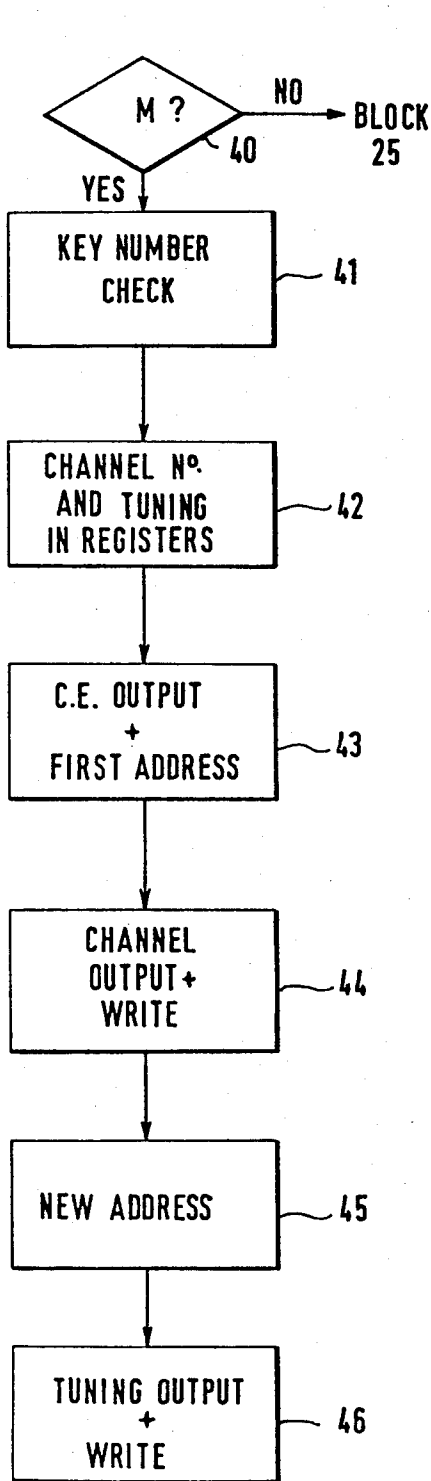 M ?
NO
BLOCK
25
40
YES
KEY NUMBER
CHECK
41
CHANNEL Nº.
AND TUNING
IN REGISTERS
42
C.E. OUTPUT
+
FIRST ADDRESS
43
CHANNEL
OUTPUT +
WRITE
44
NEW ADDRESS
45
TUNING OUTPUT
+
WRITE
46